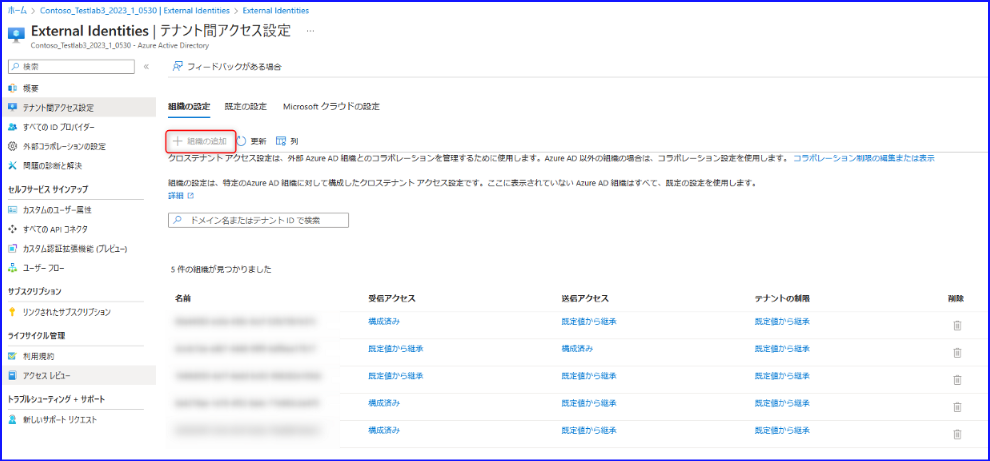 ホーム > Contoso_Testlab3_2023_1_0530 | External Identities > External Identities
External Identities | テナント間アクセス設定 …
Contoso_Testlab3_2023_1_0530 - Azure Active Directory
検索 «
フィードバックがある場合
概要
テナント間アクセス設定
すべての ID プロバイダー
外部コラボレーションの設定
問題の診断と解決
セルフサービス サインアップ
カスタムのユーザー属性
すべての API コネクタ
カスタム認証拡張機能 (プレビュー)
ユーザー フロー
サブスクリプション
リンクされたサブスクリプション
ライフサイクル管理
利用規約
アクセス レビュー
トラブルシューティング + サポート
新しいサポート リクエスト
組織の設定 既定の設定 Microsoft クラウドの設定
+ 組織の追加 更新 列
クロステナント アクセス設定は、外部 Azure AD 組織とのコラボレーションを管理するために使用します。Azure AD 以外の組織の場合は、コラボレーション設定を使用します。 コラボレーション制限の編集または表示
組織の設定は、特定のAzure AD 組織に対して構成したクロステナント アクセス設定です。ここに表示されていない Azure AD 組織はすべて、既定の設定を使用します。
詳細
ドメイン名またはテナント ID で検索
5 件の組織が見つかりました
名前 受信アクセス 送信アクセス テナントの制限 削除
構成済み 既定値から継承 既定値から継承
既定値から継承 構成済み 既定値から継承
既定値から継承 既定値から継承 既定値から継承
構成済み 既定値から継承 既定値から継承
構成済み 既定値から継承 既定値から継承